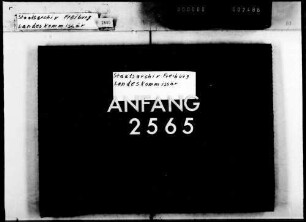 Staatsarchiv Freiburg
Landeskommissär
Staatsarchiv Freiburg
Landeskommissär
ANFANG
2565